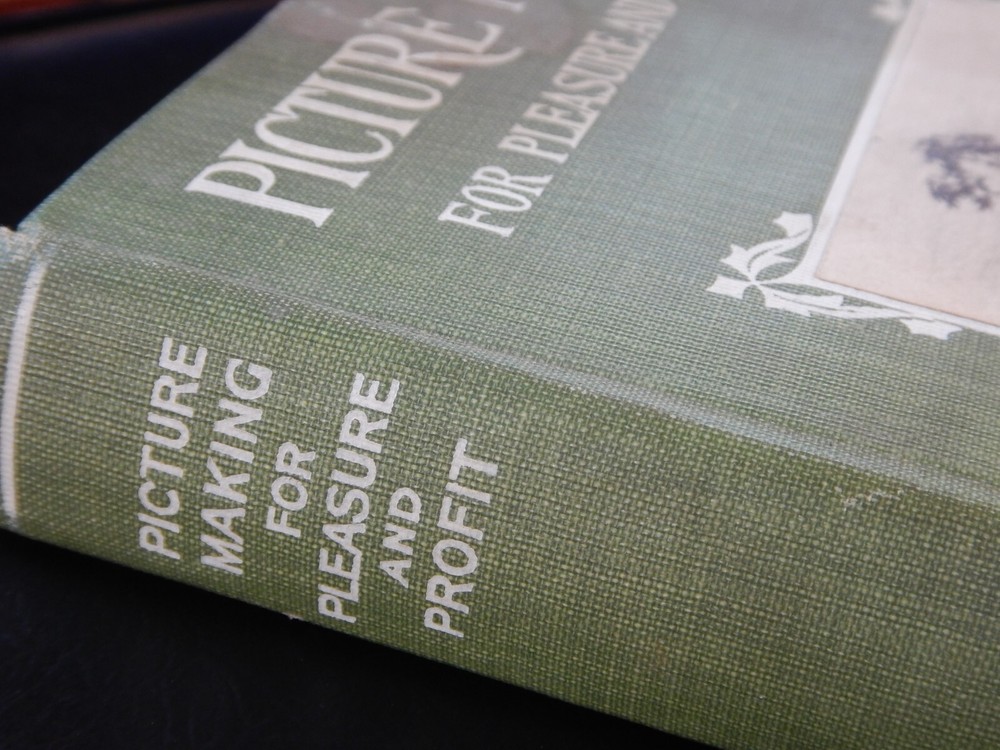 PICTURE
FOR PLEASURE AND
PICTURE
MAKING
FOR
PLEASURE
AND
PROFIT